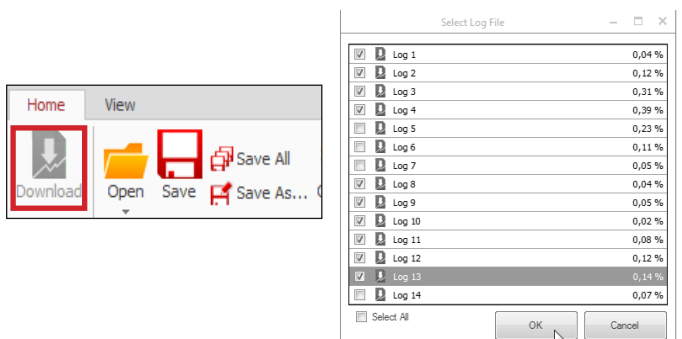 Home View
Download
Open
Save
Save All
Save As...
Select Log File
Log 1 0,04 %
Log 2 0,12 %
Log 3 0,31 %
Log 4 0,39 %
Log 5 0,23 %
Log 6 0,11 %
Log 7 0,05 %
Log 8 0,04 %
Log 9 0,05 %
Log 10 0,02 %
Log 11 0,08 %
Log 12 0,12 %
Log 13 0,14 %
Log 14 0,07 %
Select All
OK
Cancel